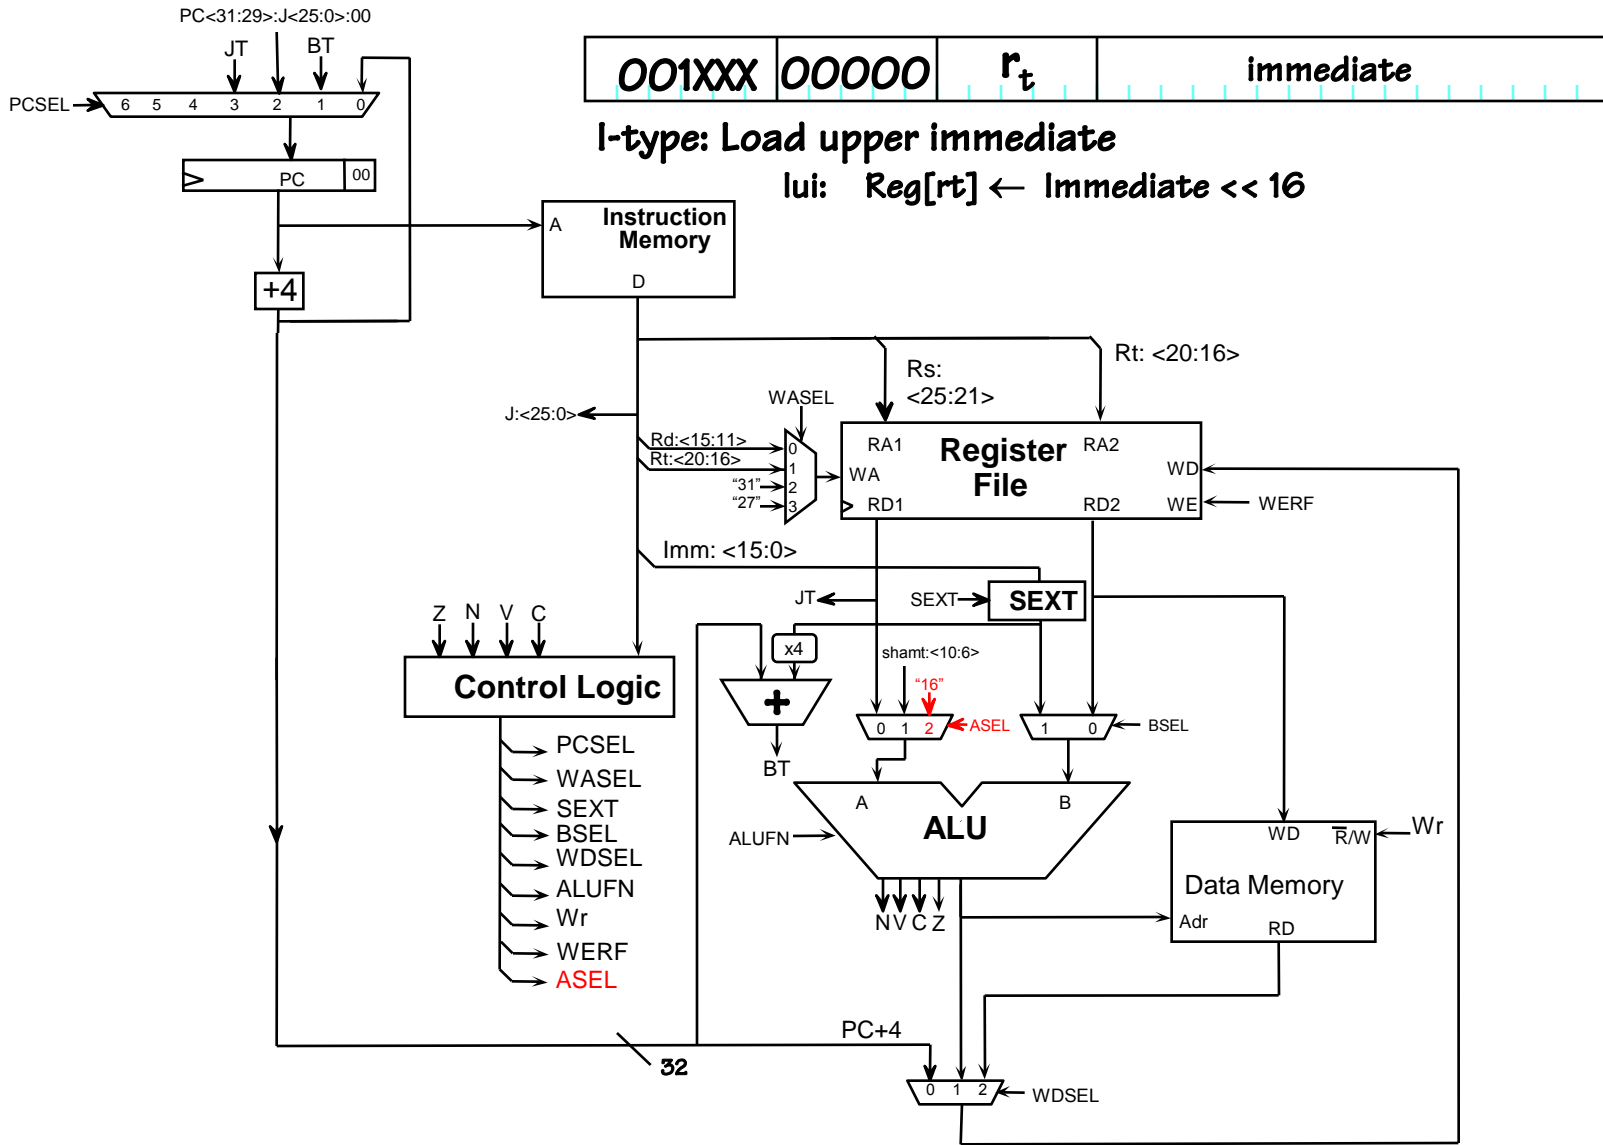 PC<31:29>:J<25:0>:00
JT
BT
PCSEL
6 5 4 3 2 1 0
PC
00
+4
001XXX 00000 rt immediate
I-type: Load upper immediate
lui: Reg[rt] ← Immediate << 16
A
Instruction
Memory
D
Rs:
<25:21>
Rt: <20:16>
J:<25:0>
WASEL
Rd:<15:11>
Rt:<20:16>
"31"
"27"
0
1
2
3
RA1
RA2
Register
File
WA
WD
RD1
RD2
WE
WERF
Imm: <15:0>
JT
SEXT
SEXT
Z N V C
Control Logic
PCSEL
WASEL
SEXT
BSEL
WDSEL
ALUFN
Wr
WERF
ASEL
x4
+
BT
shamt:<10:6>
"16"
0 1 2
ASEL
1 0
BSEL
A
B
ALU
ALUFN
N V C Z
WD
R̅/W
Wr
Data Memory
Adr
RD
PC+4
32
0 1 2
WDSEL